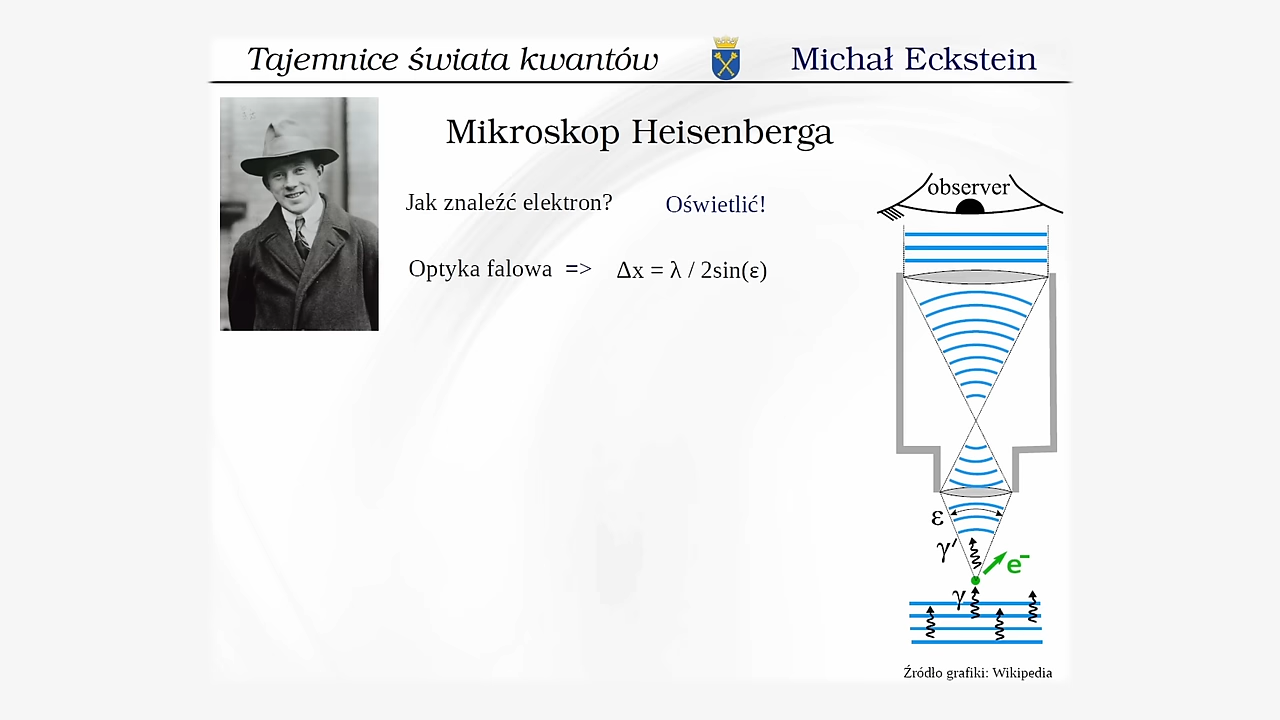 Tajemnice świata kwantów
Michał Eckstein
Mikroskop Heisenberga
Jak znaleźć elektron? Oświetlić!
Optyka falowa => Δx = λ / 2sin(ε)
observer
ε
γ′
e⁻
γ
Źródło grafiki: Wikipedia